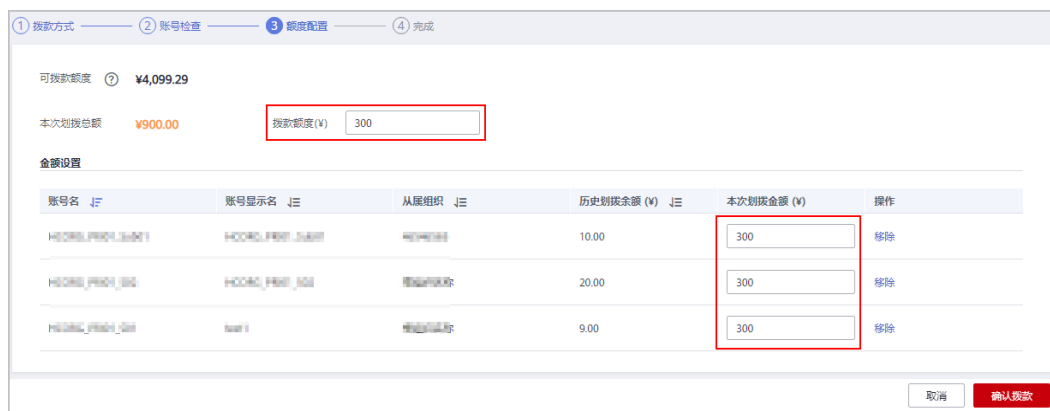 1 拨款方式 2 账号检查 3 额度配置 4 完成
可拨款额度 ? ¥4,099.29
本次划拨总额 ¥900.00 拨款额度(¥) 300
金额设置
账号名 账号显示名 从属组织 历史划拨余额 (¥) 本次划拨金额 (¥) 操作
10.00 300 移除
20.00 300 移除
9.00 300 移除
取消 确认拨款